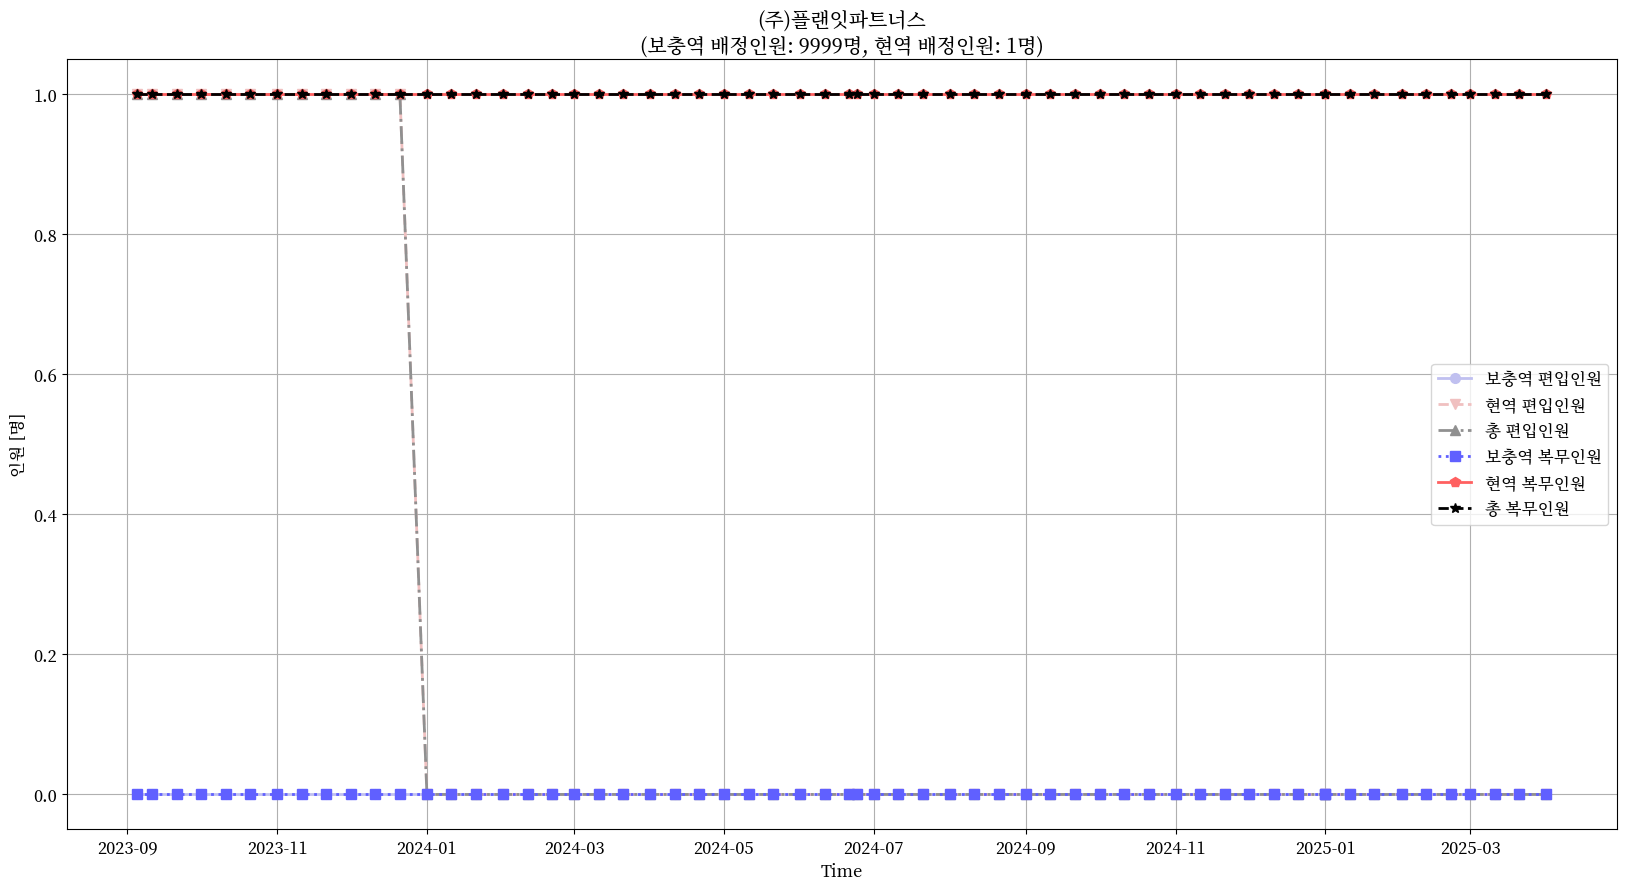 (주)플랜잇파트너스
(보충역 배정인원: 9999명, 현역 배정인원: 1명)
인원 [명]
1.0
0.8
0.6
0.4
0.2
0.0
보충역 편입인원
현역 편입인원
총 편입인원
보충역 복무인원
현역 복무인원
총 복무인원
2023-09
2023-11
2024-01
2024-03
2024-05
2024-07
2024-09
2024-11
2025-01
2025-03
Time